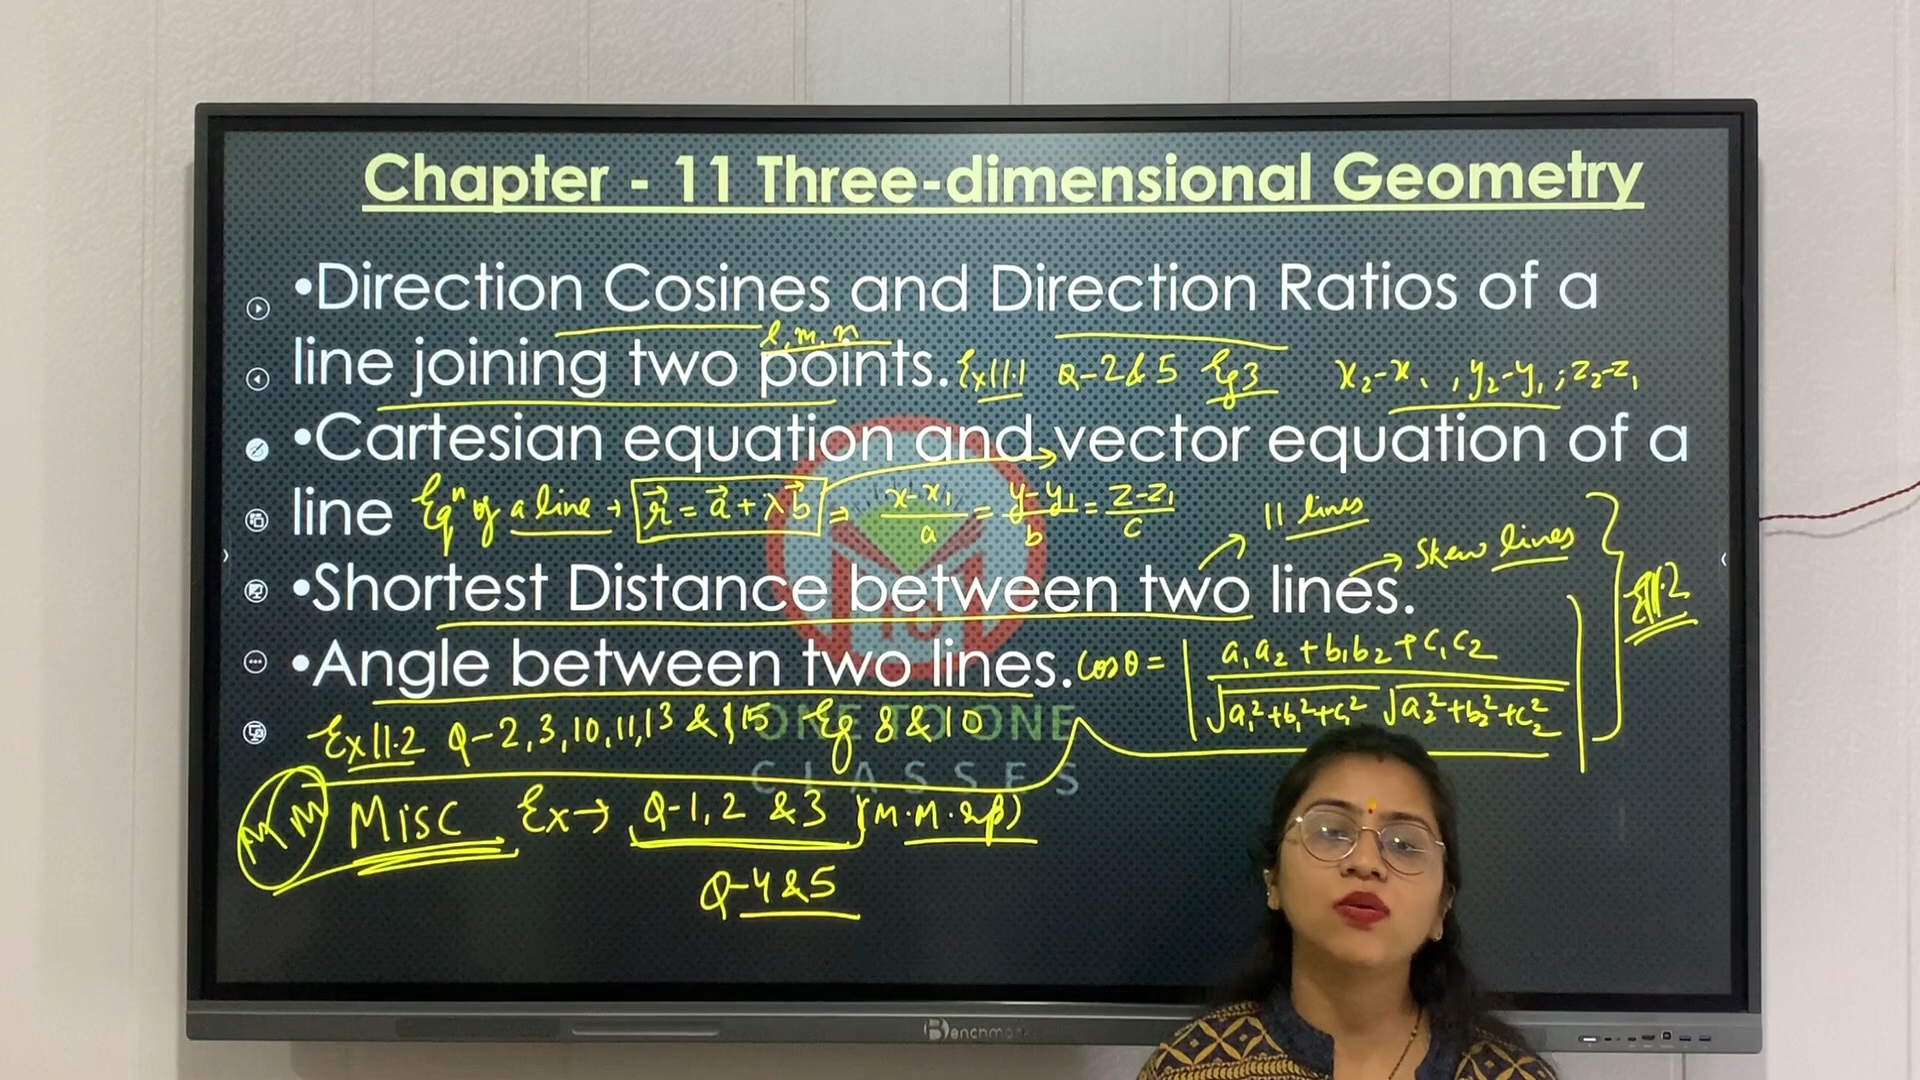 Chapter - 11 Three-dimensional Geometry
•Direction Cosines and Direction Ratios of a
l, m, n
line joining two points. Ex 11.1 Q-2 & 5 Eg 3 x₂-x₁, y₂-y₁; z₂-z₁
•Cartesian equation and vector equation of a
line Eqⁿ of a line → r⃗ = a⃗ + λb⃗ ⇒ x-x₁/a = y-y₁/b = z-z₁/c
|| lines
Skew lines
•Shortest Distance between two lines.
11.2
•Angle between two lines. cosθ = | a₁a₂ + b₁b₂ + c₁c₂ / √a₁²+b₁²+c₁² √a₂²+b₂²+c₂² |
Ex 11.2 Q-2, 3, 10, 11, 13 & 15 Eg 8 & 10
ONE TO ONE
CLASSES
Misc Ex → Q-1, 2 & 3
Q-4 & 5
Benchmark